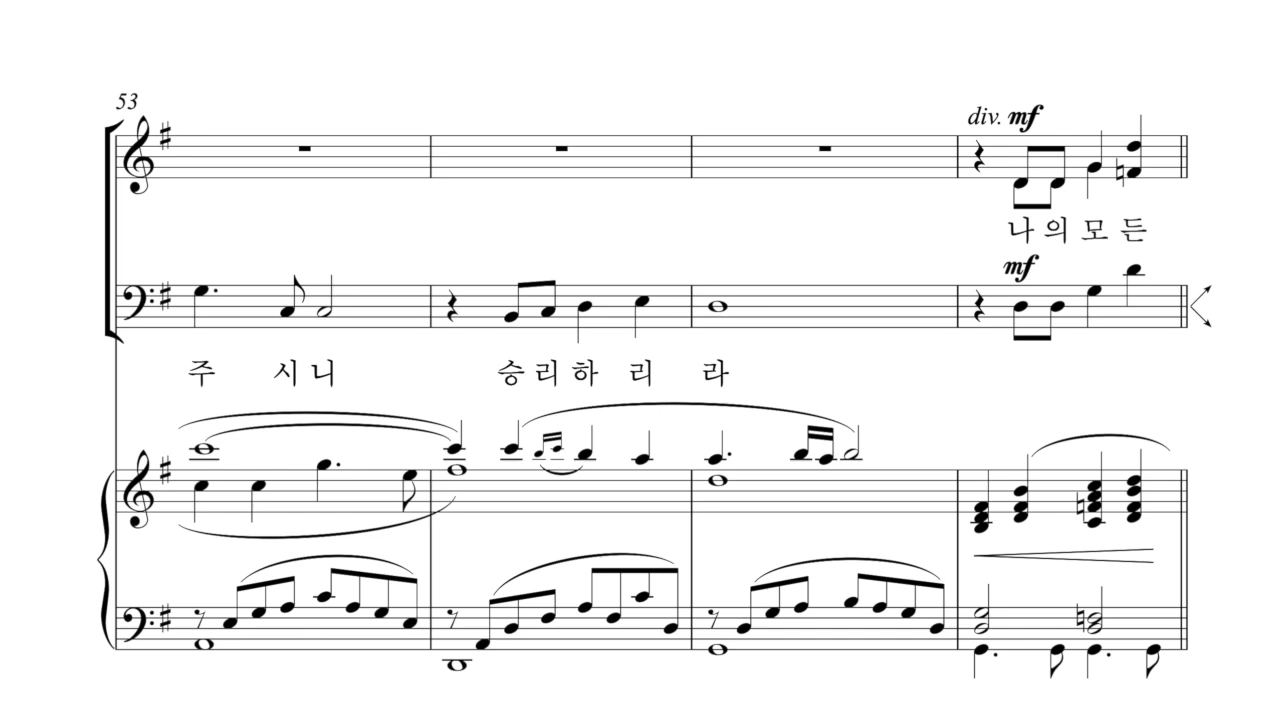 53
div. mf
나의 모 든
mf
주 시 니 승 리 하 리 라